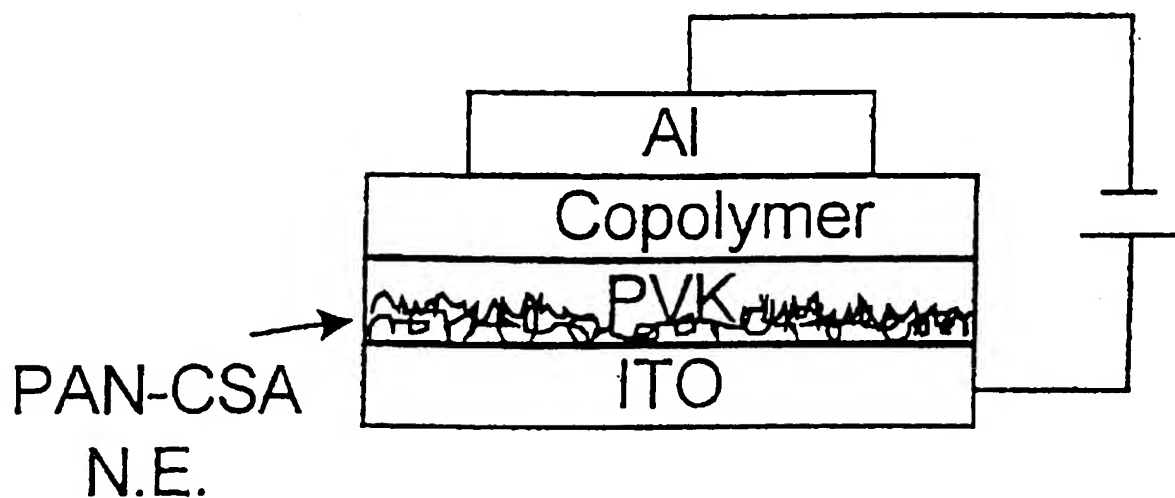 Al
Copolymer
PVK
ITO
PAN-CSA
N.E.